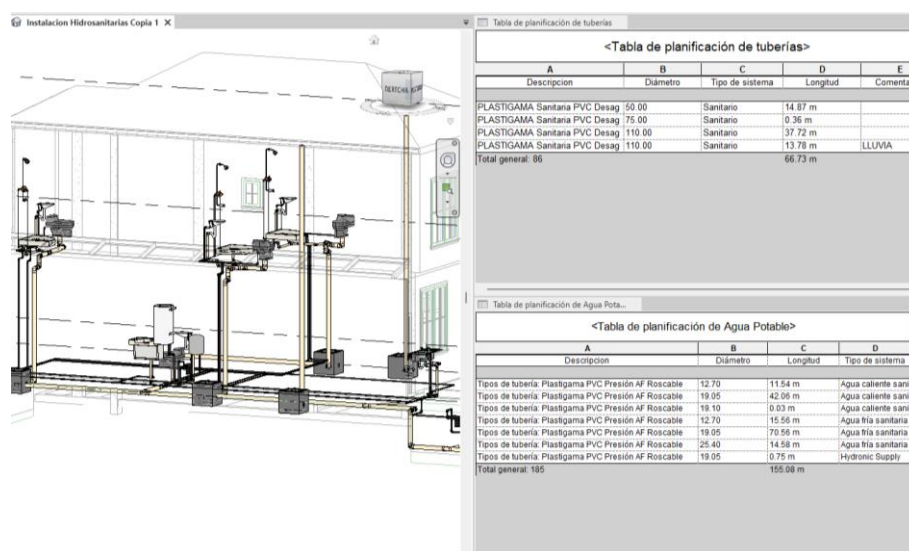 Instalacion Hidrosanitarias Copia 1 X
DERECHA
Tabla de planificación de tuberías
<Tabla de planificación de tuberías>
A B C D E
Descripcion Diámetro Tipo de sistema Longitud Comenta
PLASTIGAMA Sanitaria PVC Desag 50.00 Sanitario 14.87 m
PLASTIGAMA Sanitaria PVC Desag 75.00 Sanitario 0.36 m
PLASTIGAMA Sanitaria PVC Desag 110.00 Sanitario 37.72 m
PLASTIGAMA Sanitaria PVC Desag 110.00 Sanitario 13.78 m LLUVIA
Total general: 86 66.73 m
Tabla de planificación de Agua Pota...
<Tabla de planificación de Agua Potable>
A B C D
Descripcion Diámetro Longitud Tipo de sistema
Tipos de tubería: Plastigama PVC Presión AF Roscable 12.70 11.54 m Agua caliente sani
Tipos de tubería: Plastigama PVC Presión AF Roscable 19.05 42.06 m Agua caliente sani
Tipos de tubería: Plastigama PVC Presión AF Roscable 19.10 0.03 m Agua caliente sani
Tipos de tubería: Plastigama PVC Presión AF Roscable 12.70 15.56 m Agua fría sanitaria
Tipos de tubería: Plastigama PVC Presión AF Roscable 19.05 70.56 m Agua fría sanitaria
Tipos de tubería: Plastigama PVC Presión AF Roscable 25.40 14.58 m Agua fría sanitaria
Tipos de tubería: Plastigama PVC Presión AF Roscable 19.05 0.75 m Hydronic Supply
Total general: 185 155.08 m